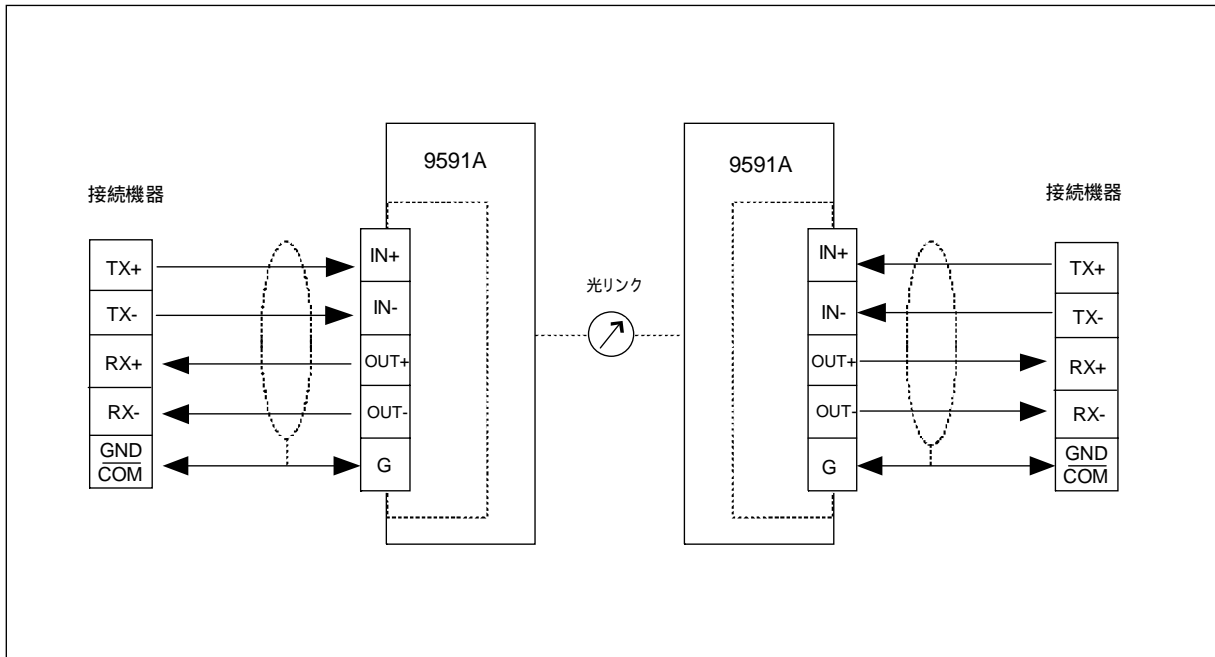 9591A
9591A
接続機器
接続機器
TX+
TX-
RX+
RX-
GND
COM
IN+
IN-
OUT+
OUT-
G
光リンク
IN+
IN-
OUT+
OUT-
G
TX+
TX-
RX+
RX-
GND
COM